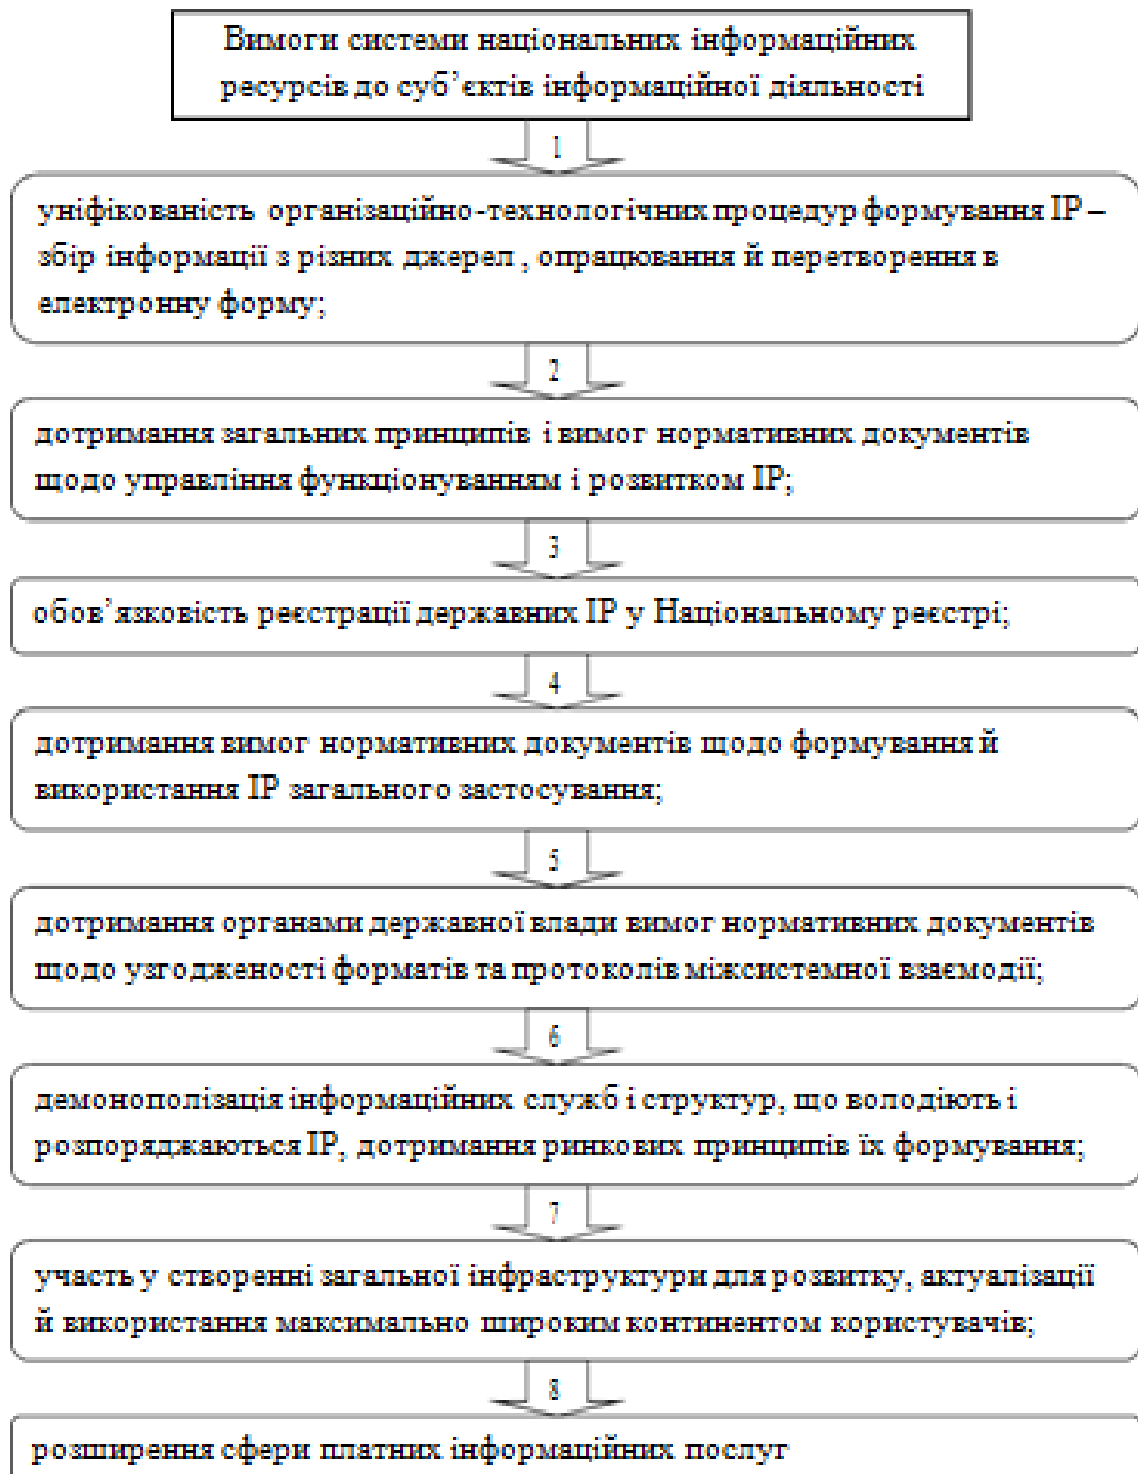 Вимоги системи національних інформаційних
ресурсів до суб’єктів інформаційної діяльності
1
уніфікованість організаційно-технологічних процедур формування ІР –
збір інформації з різних джерел , опрацювання й перетворення в
електронну форму;
2
дотримання загальних принципів і вимог нормативних документів
щодо управління функціонуванням і розвитком ІР;
3
обов’язковість реєстрації державних ІР у Національному реєстрі;
4
дотримання вимог нормативних документів щодо формування й
використання ІР загального застосування;
5
дотримання органами державної влади вимог нормативних документів
щодо узгодженості форматів та протоколів міжсистемної взаємодії;
6
демонополізація інформаційних служб і структур, що володіють і
розпоряджаються ІР, дотримання ринкових принципів їх формування;
7
участь у створенні загальної інфраструктури для розвитку, актуалізації
й використання максимально широким континентом користувачів;
8
розширення сфери платних інформаційних послуг